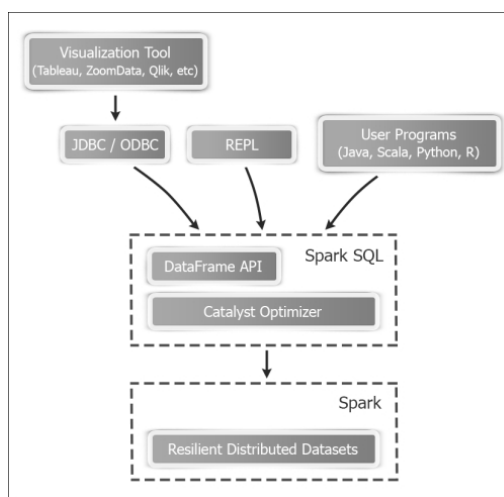 Visualization Tool
(Tableau, ZoomData, Qlik, etc)
JDBC / ODBC
REPL
User Programs
(Java, Scala, Python, R)
Spark SQL
DataFrame API
Catalyst Optimizer
Spark
Resilient Distributed Datasets